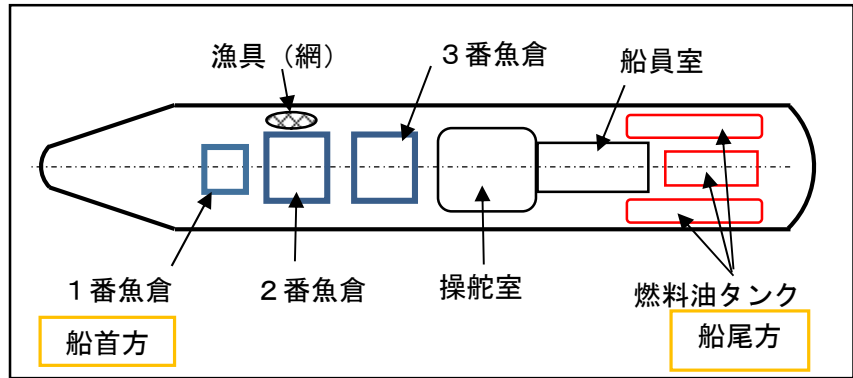 漁具（網）
３番魚倉
船員室
１番魚倉
２番魚倉
操舵室
燃料油タンク
船首方
船尾方